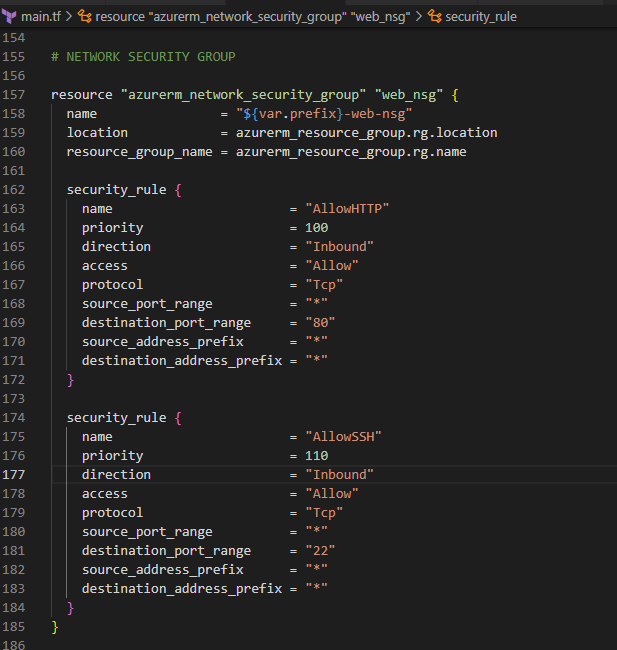 main.tf > resource "azurerm_network_security_group" "web_nsg" > security_rule
154
155 # NETWORK SECURITY GROUP
156
157 resource "azurerm_network_security_group" "web_nsg" {
158   name                = "${var.prefix}-web-nsg"
159   location            = azurerm_resource_group.rg.location
160   resource_group_name = azurerm_resource_group.rg.name
161
162   security_rule {
163     name                       = "AllowHTTP"
164     priority                   = 100
165     direction                  = "Inbound"
166     access                     = "Allow"
167     protocol                   = "Tcp"
168     source_port_range          = "*"
169     destination_port_range     = "80"
170     source_address_prefix      = "*"
171     destination_address_prefix = "*"
172   }
173
174   security_rule {
175     name                       = "AllowSSH"
176     priority                   = 110
177     direction                  = "Inbound"
178     access                     = "Allow"
179     protocol                   = "Tcp"
180     source_port_range          = "*"
181     destination_port_range     = "22"
182     source_address_prefix      = "*"
183     destination_address_prefix = "*"
184   }
185 }
186